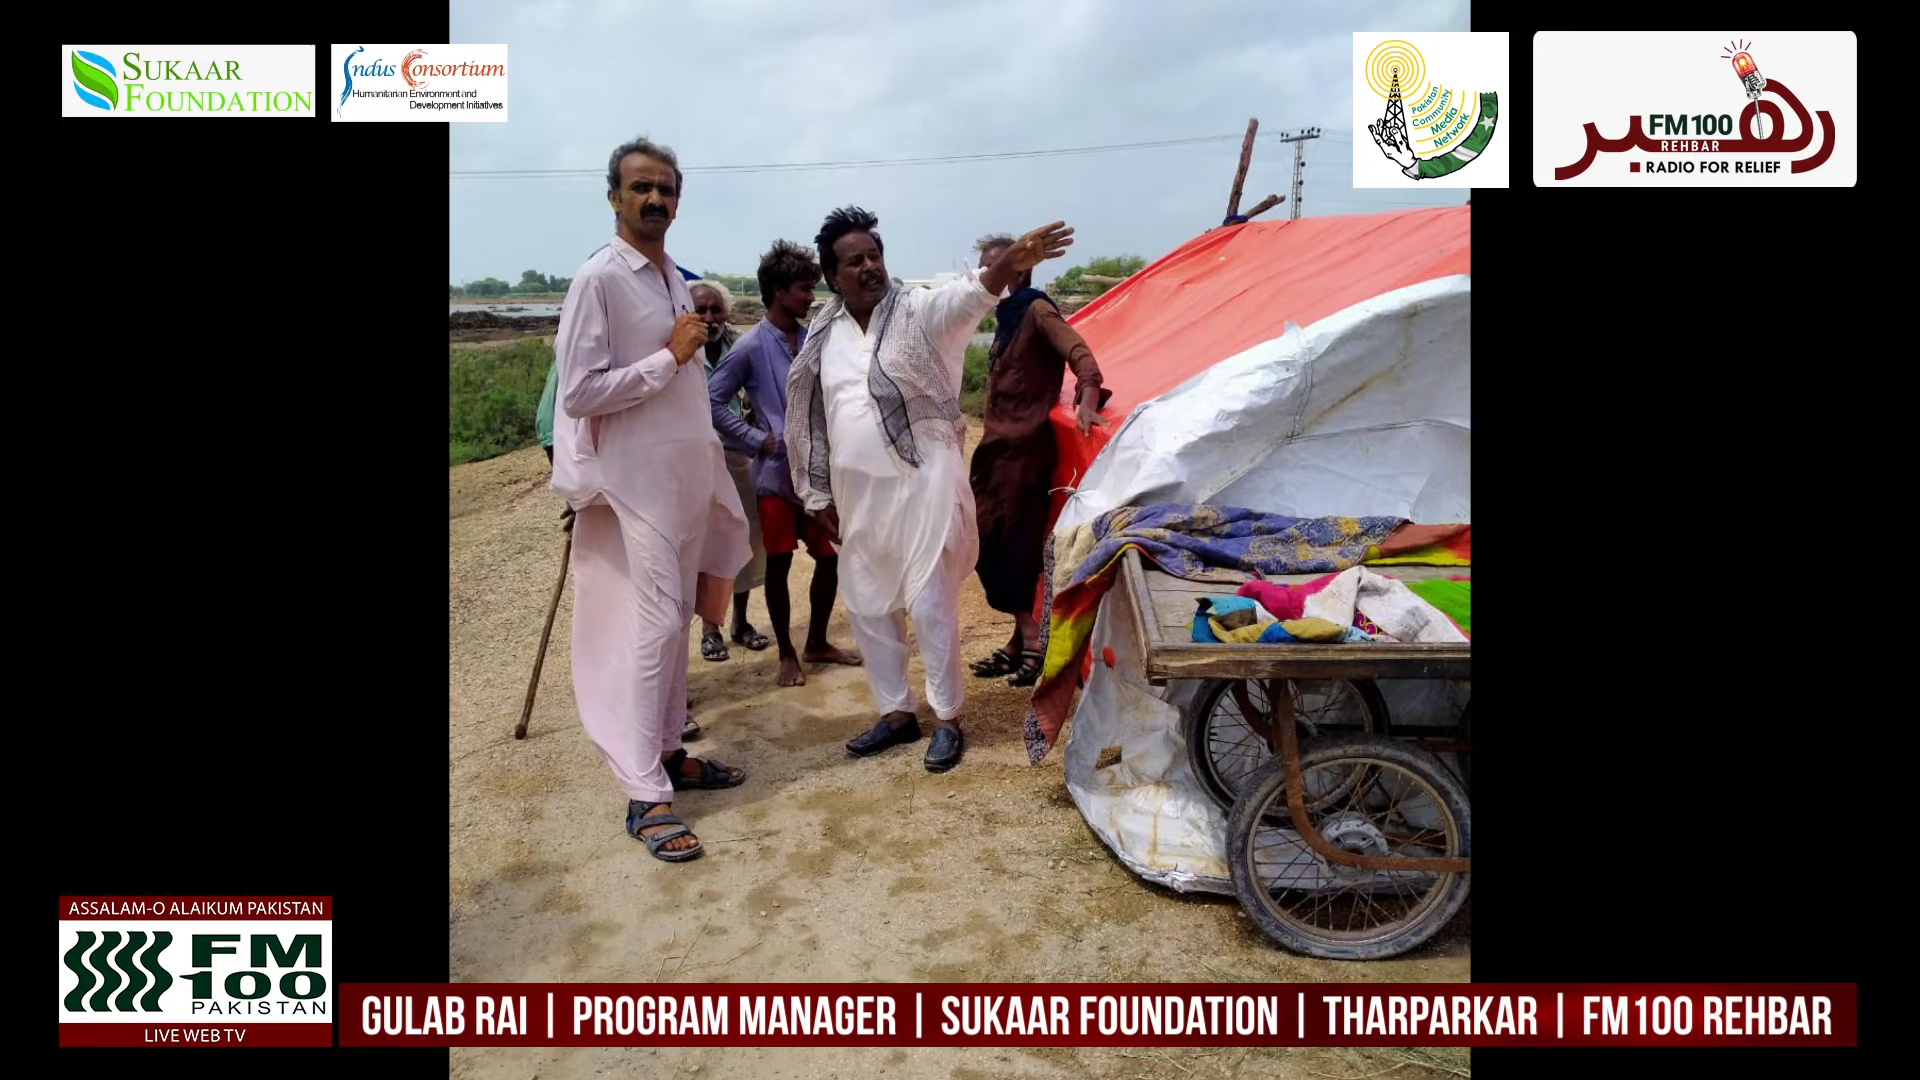 SUKAAR
FOUNDATION
Indus Consortium
Humanitarian Environment and
Development Initiatives
Pakistan
Community
Media
Network
رہبر
FM 100
REHBAR
RADIO FOR RELIEF
ASSALAM-O ALAIKUM PAKISTAN
FM
100
PAKISTAN
LIVE WEB TV
GULAB RAI | PROGRAM MANAGER | SUKAAR FOUNDATION | THARPARKAR | FM100 REHBAR